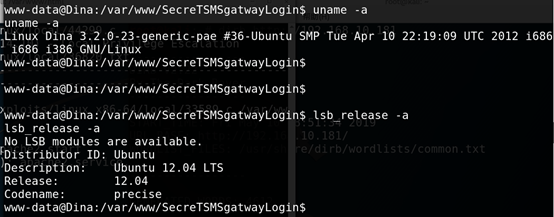 www-data@Dina:/var/www/SecreTSMSgatwayLogin$ uname -a
uname -a
Linux Dina 3.2.0-23-generic-pae #36-Ubuntu SMP Tue Apr 10 22:19:09 UTC 2012 i686
i686 i386 GNU/Linux
www-data@Dina:/var/www/SecreTSMSgatwayLogin$
www-data@Dina:/var/www/SecreTSMSgatwayLogin$
www-data@Dina:/var/www/SecreTSMSgatwayLogin$ lsb_release -a
lsb_release -a
No LSB modules are available.
Distributor ID: Ubuntu
Description: Ubuntu 12.04 LTS
Release: 12.04
Codename: precise
www-data@Dina:/var/www/SecreTSMSgatwayLogin$